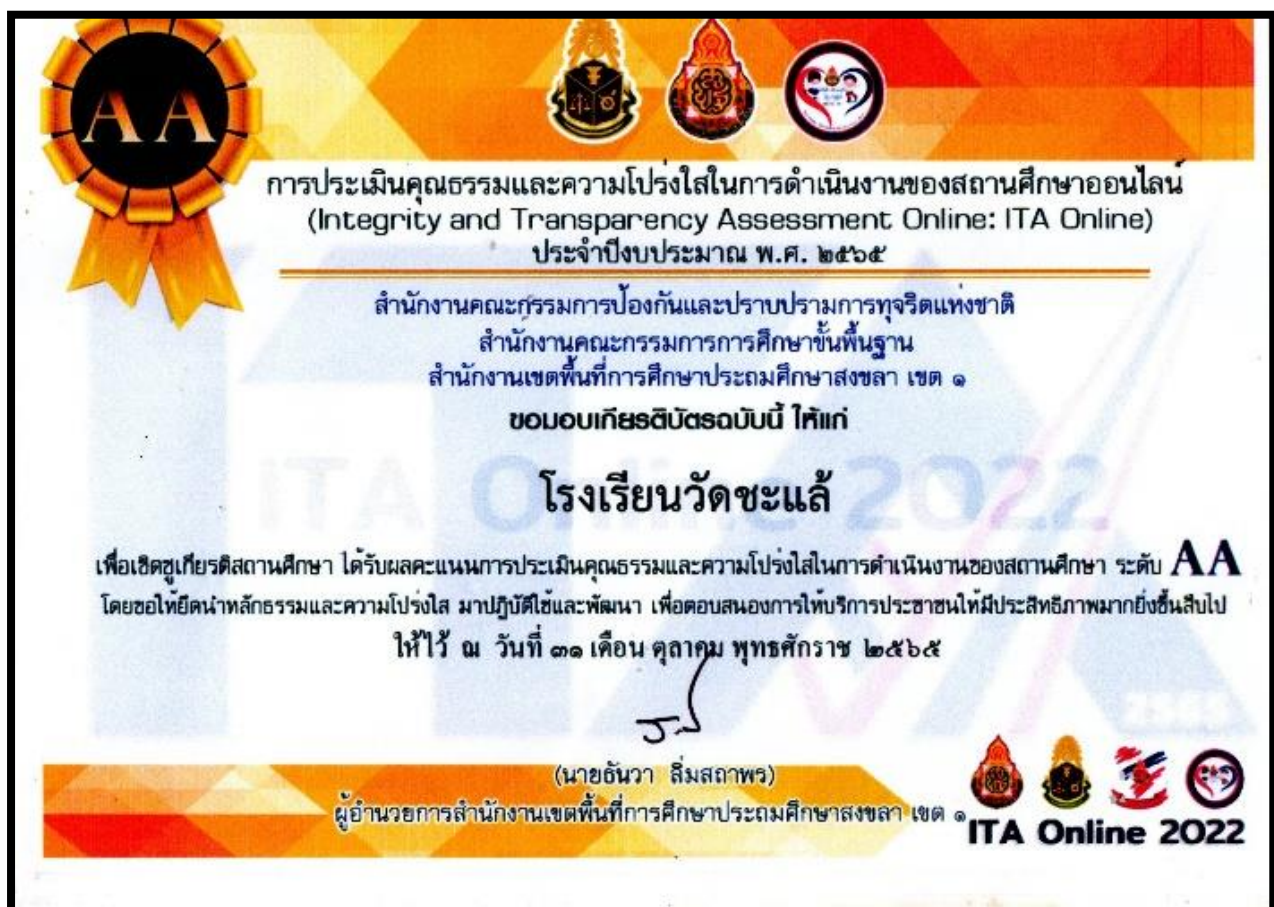 AA
การประเมินคุณธรรมและความโปร่งใสในการดำเนินงานของสถานศึกษาออนไลน์
(Integrity and Transparency Assessment Online: ITA Online)
ประจำปีงบประมาณ พ.ศ. ๒๕๖๕
สำนักงานคณะกรรมการป้องกันและปราบปรามการทุจริตแห่งชาติ
สำนักงานคณะกรรมการการศึกษาขั้นพื้นฐาน
สำนักงานเขตพื้นที่การศึกษาประถมศึกษาสงขลา เขต ๑
ขอมอบเกียรติบัตรฉบับนี้ ให้แก่
ITA Online 2022
โรงเรียนวัดชะแล้
เพื่อเชิดชูเกียรติสถานศึกษา ได้รับผลคะแนนการประเมินคุณธรรมและความโปร่งใสในการดำเนินงานของสถานศึกษา ระดับ AA
โดยขอให้ยึดนำหลักธรรมและความโปร่งใส มาปฏิบัติใช้และพัฒนา เพื่อตอบสนองการให้บริการประชาชนให้มีประสิทธิภาพมากยิ่งขึ้นสืบไป
ให้ไว้ ณ วันที่ ๓๑ เดือน ตุลาคม พุทธศักราช ๒๕๖๕
2565
(นายธันวา ลิ่มสถาพร)
ผู้อำนวยการสำนักงานเขตพื้นที่การศึกษาประถมศึกษาสงขลา เขต ๑
ITA Online 2022